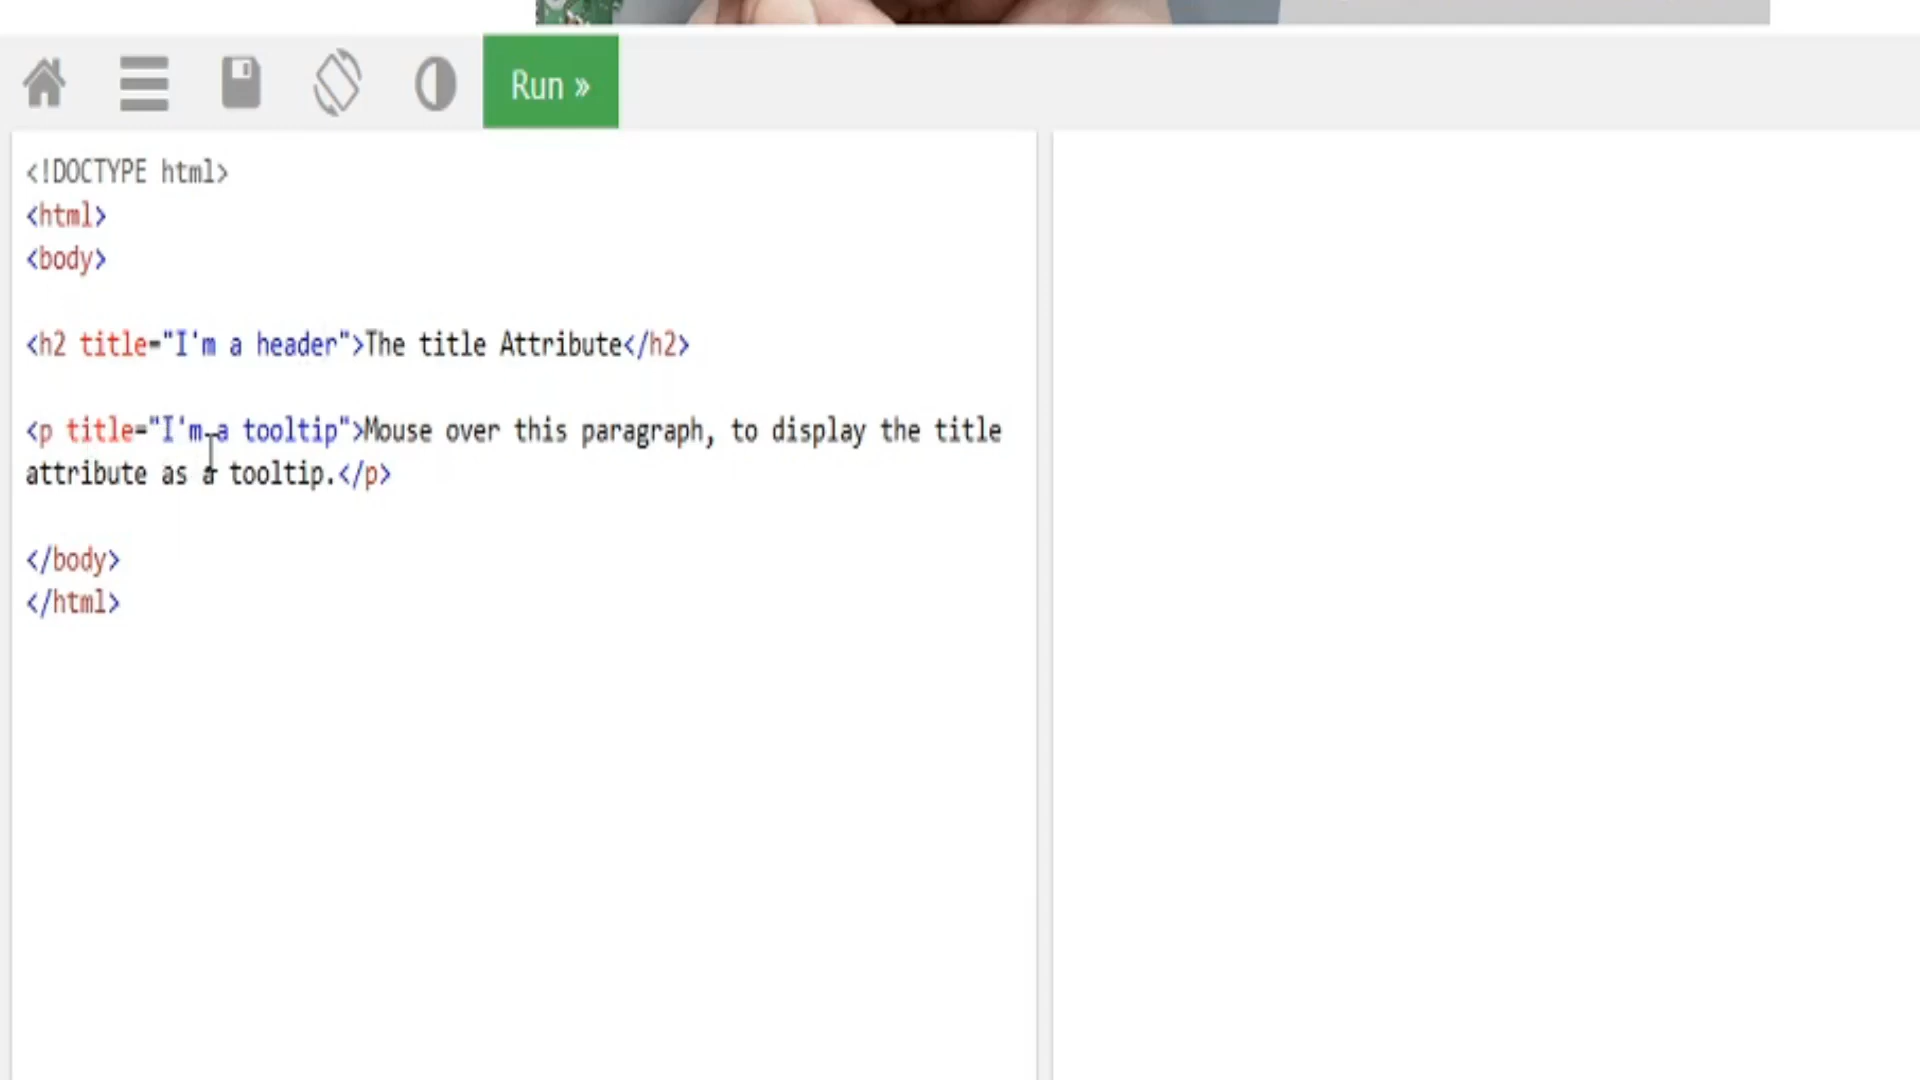 Run »
<!DOCTYPE html>
<html>
<body>
<h2 title="I'm a header">The title Attribute</h2>
<p title="I'm a tooltip">Mouse over this paragraph, to display the title
attribute as a tooltip.</p>
</body>
</html>